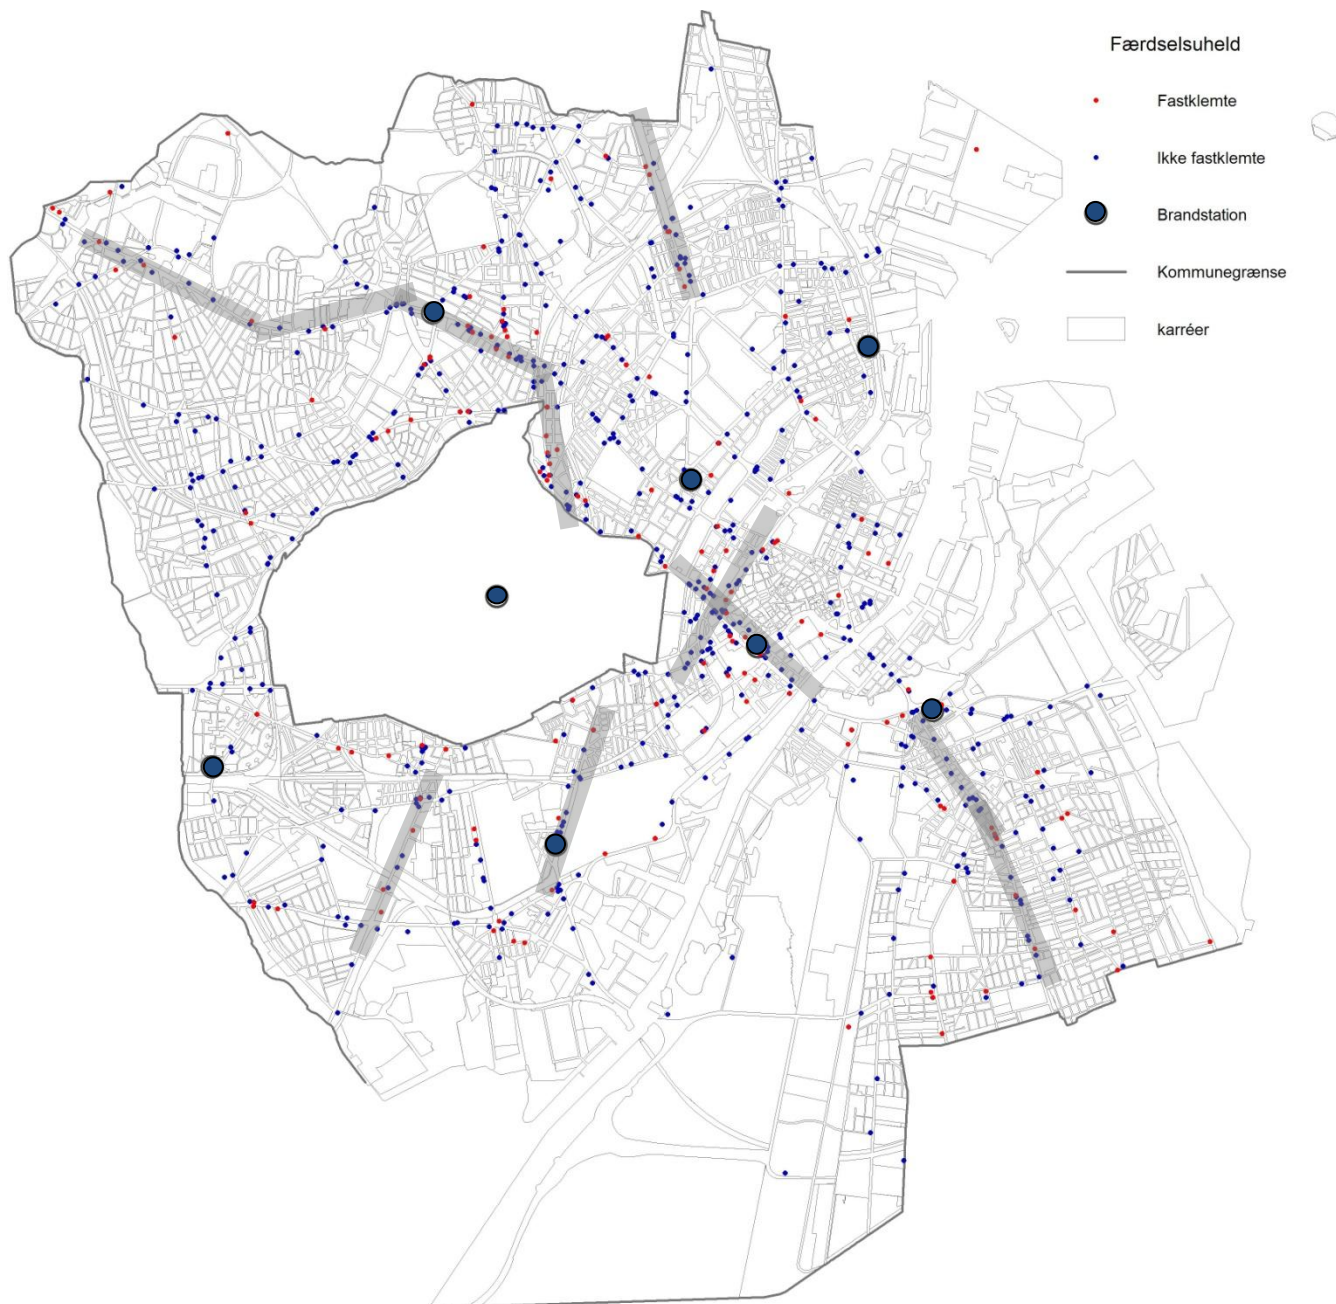 Færdselsuheld
Fastklemte
Ikke fastklemte
Brandstation
Kommunegrænse
karréer